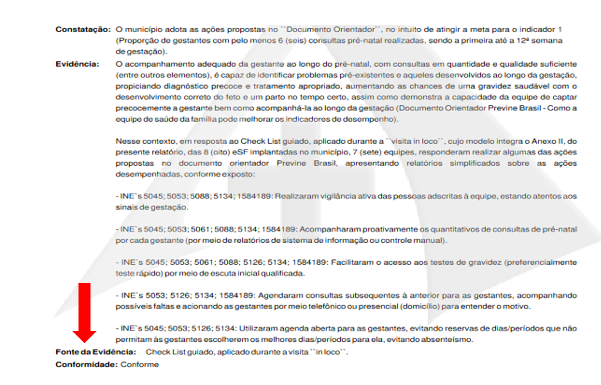 Constatação: O município adota as ações propostas no ``Documento Orientador``, no intuito de atingir a meta para o indicador 1
(Proporção de gestantes com pelo menos 6 (seis) consultas pré-natal realizadas, sendo a primeira até a 12ª semana
de gestação).
Evidência: O acompanhamento adequado da gestante ao longo do pré-natal, com consultas em quantidade e qualidade suficiente
(entre outros elementos), é capaz de identificar problemas pré-existentes e aqueles desenvolvidos ao longo da gestação,
propiciando diagnóstico precoce e tratamento apropriado, aumentando as chances de uma gravidez saudável com o
desenvolvimento correto do feto e um parto no tempo certo, assim como demonstra a capacidade da equipe de captar
precocemente a gestante bem como acompanhá-la ao longo da gestação (Documento Orientador Previne Brasil - Como a
equipe de saúde da família pode melhorar os indicadores de desempenho).
Nesse contexto, em resposta ao Check List guiado, aplicado durante a ``visita in loco``, cujo modelo integra o Anexo II, do
presente relatório, das 8 (oito) eSF implantadas no município, 7 (sete) equipes, responderam realizar algumas das ações
propostas no documento orientador Previne Brasil, apresentando relatórios simplificados sobre as ações
desempenhadas, conforme exposto:
- INE`s 5045; 5053; 5088; 5134; 1584189: Realizaram vigilância ativa das pessoas adscritas à equipe, estando atentos aos
sinais de gestação.
- INE`s 5045; 5053; 5061; 5088; 5134; 1584189: Acompanharam proativamente os quantitativos de consultas de pré-natal
por cada gestante (por meio de relatórios de sistema de informação ou controle manual).
- INE`s 5045; 5053; 5061; 5088; 5126; 5134; 1584189: Facilitaram o acesso aos testes de gravidez (preferencialmente
teste rápido) por meio de escuta inicial qualificada.
- INE`s 5053; 5126; 5134; 1584189: Agendaram consultas subsequentes à anterior para as gestantes, acompanhando
possíveis faltas e acionando as gestantes por meio telefônico ou presencial (domicílio) para entender o motivo.
- INE`s 5045; 5053; 5126; 5134: Utilizaram agenda aberta para as gestantes, evitando reservas de dias/períodos que não
permitam às gestantes escolherem os melhores dias/períodos para ela, evitando absenteísmo.
Fonte da Evidência: Check List guiado, aplicado durante a visita ``in loco``.
Conformidade: Conforme